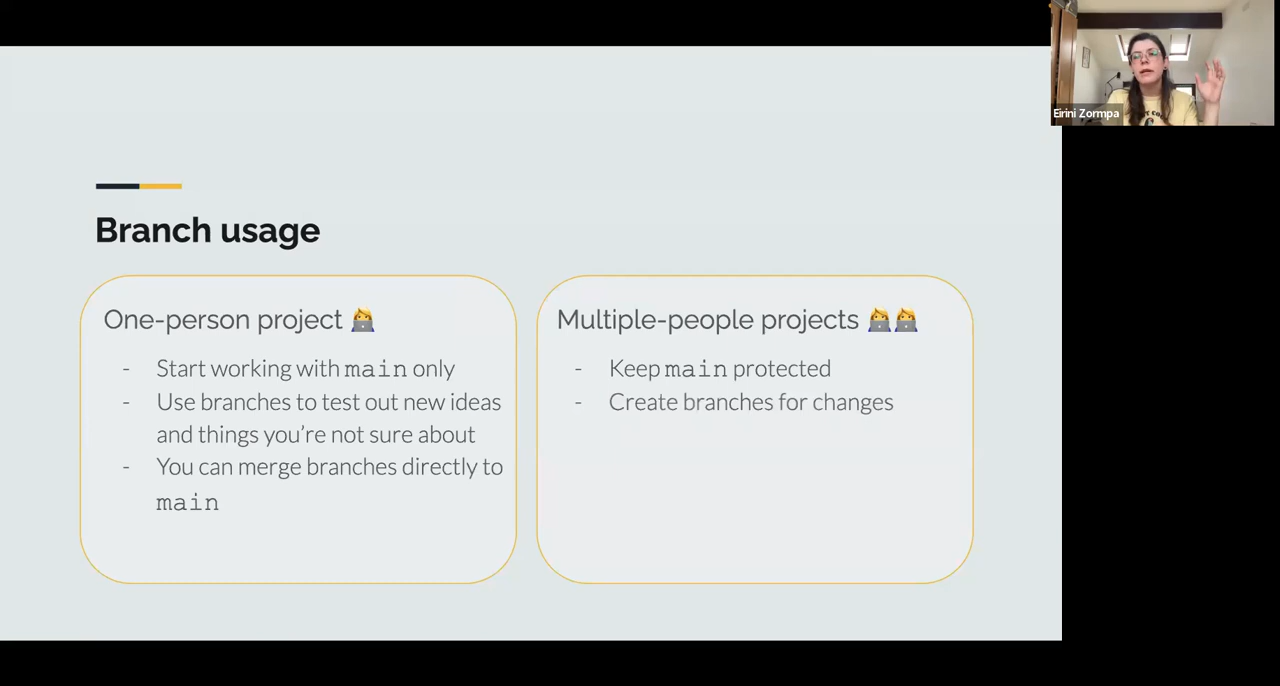 Eirini Zormpa
Branch usage
One-person project 🧑‍💻
- Start working with main only
- Use branches to test out new ideas
and things you're not sure about
- You can merge branches directly to
main
Multiple-people projects 🧑‍💻🧑‍💻
- Keep main protected
- Create branches for changes